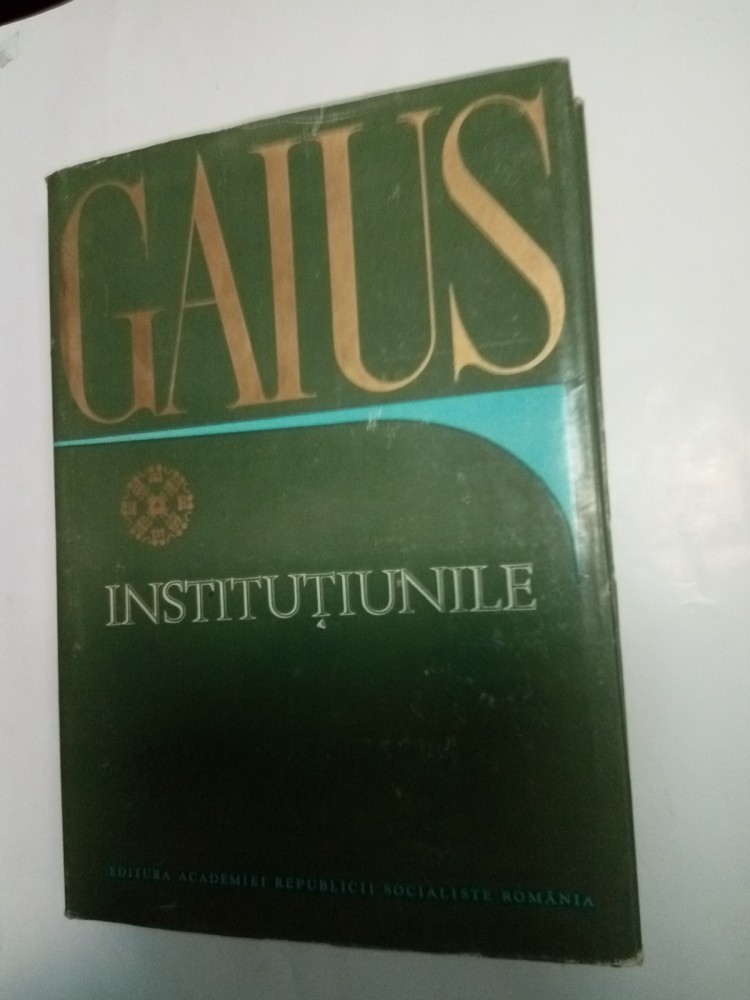 GAIUS
INSTITUȚIUNILE
EDITURA ACADEMIEI REPUBLICII SOCIALISTE ROMÂNIA